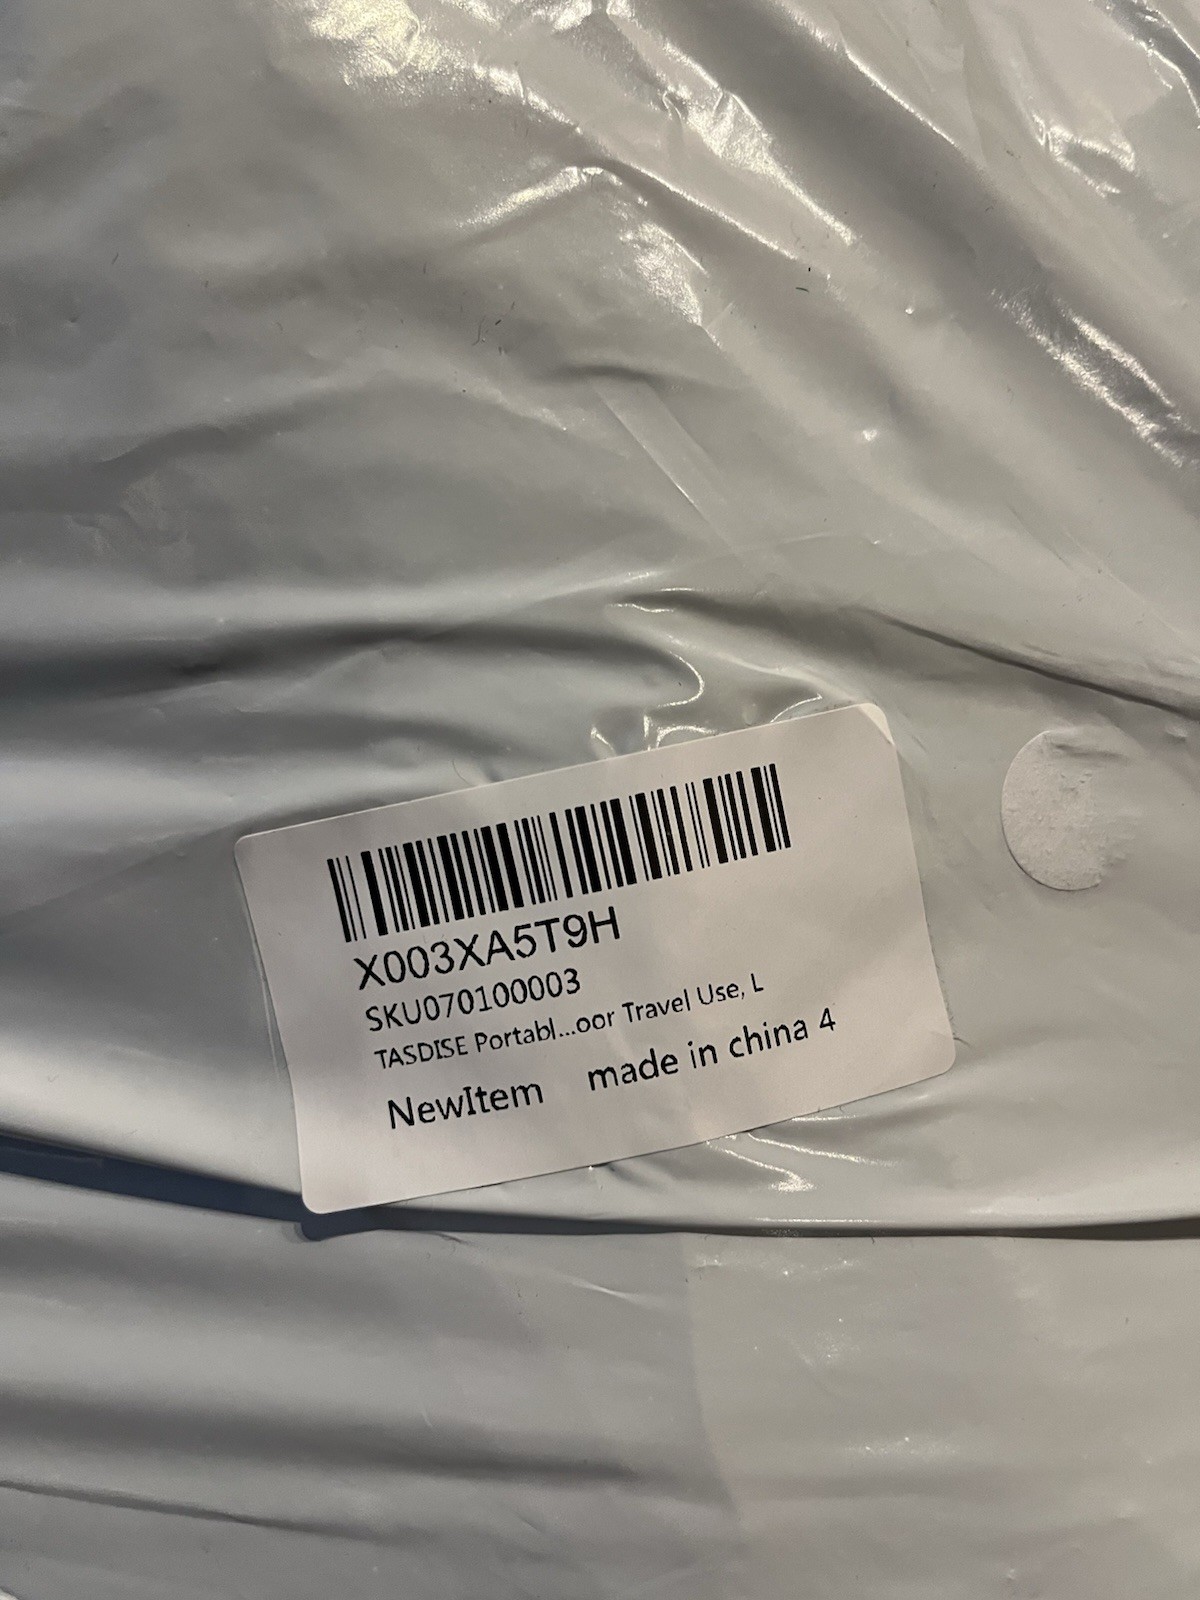 X003XA5T9H
SKU070100003
TASDISE Portabl...oor Travel Use, L
NewItem made in china 4